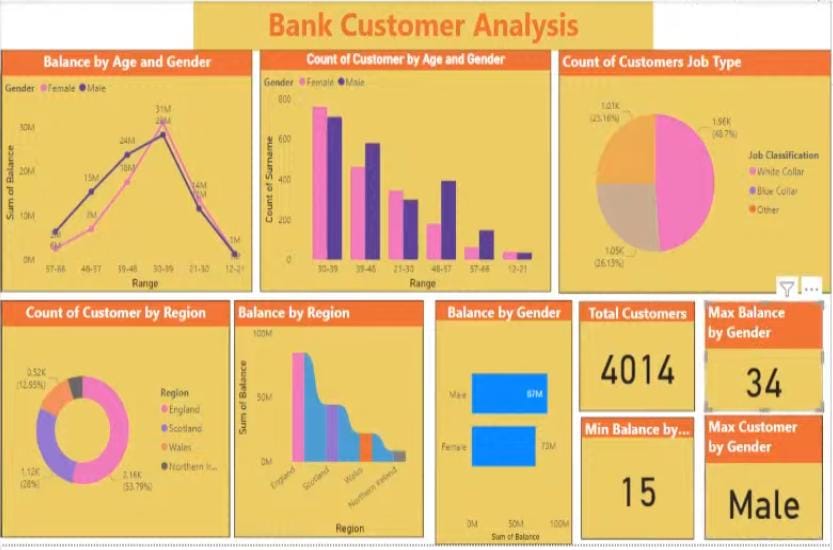 Bank Customer Analysis
Balance by Age and Gender
Gender Female Male
Sum of Balance
30M
20M
10M
0M
31M
24M
18M
15M
7M
14M
1M
57-66 48-57 39-48 30-39 21-30 12-21
Range
Count of Customer by Age and Gender
Gender Female Male
Count of Surname
800
600
400
200
0
30-39 39-48 21-30 48-57 57-66 12-21
Range
Count of Customers Job Type
1.01K
(25.16%)
1.96K
(48.7%)
1.05K
(26.13%)
Job Classification
White Collar
Blue Collar
Other
Count of Customer by Region
0.52K
(12.95%)
1.12K
(28%)
2.16K
(53.79%)
Region
England
Scotland
Wales
Northern Ir...
Balance by Region
Sum of Balance
100M
50M
0M
England
Scotland
Wales
Northern Ireland
Region
Balance by Gender
Male
87M
Female
73M
0M 50M 100M
Sum of Balance
Total Customers
4014
Max Balance
by Gender
34
Min Balance by...
15
Max Customer
by Gender
Male